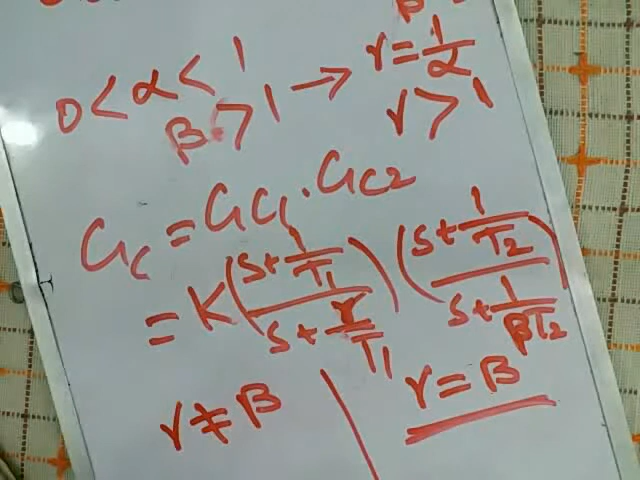 0 < α < 1 → γ = 1/α
β > 1 γ > 1
Gc = Gc1 . Gc2
= K ( (s + 1/T1) / (s + γ/T1) ) ( (s + 1/T2) / (s + 1/βT2) )
γ ≠ β | γ = β